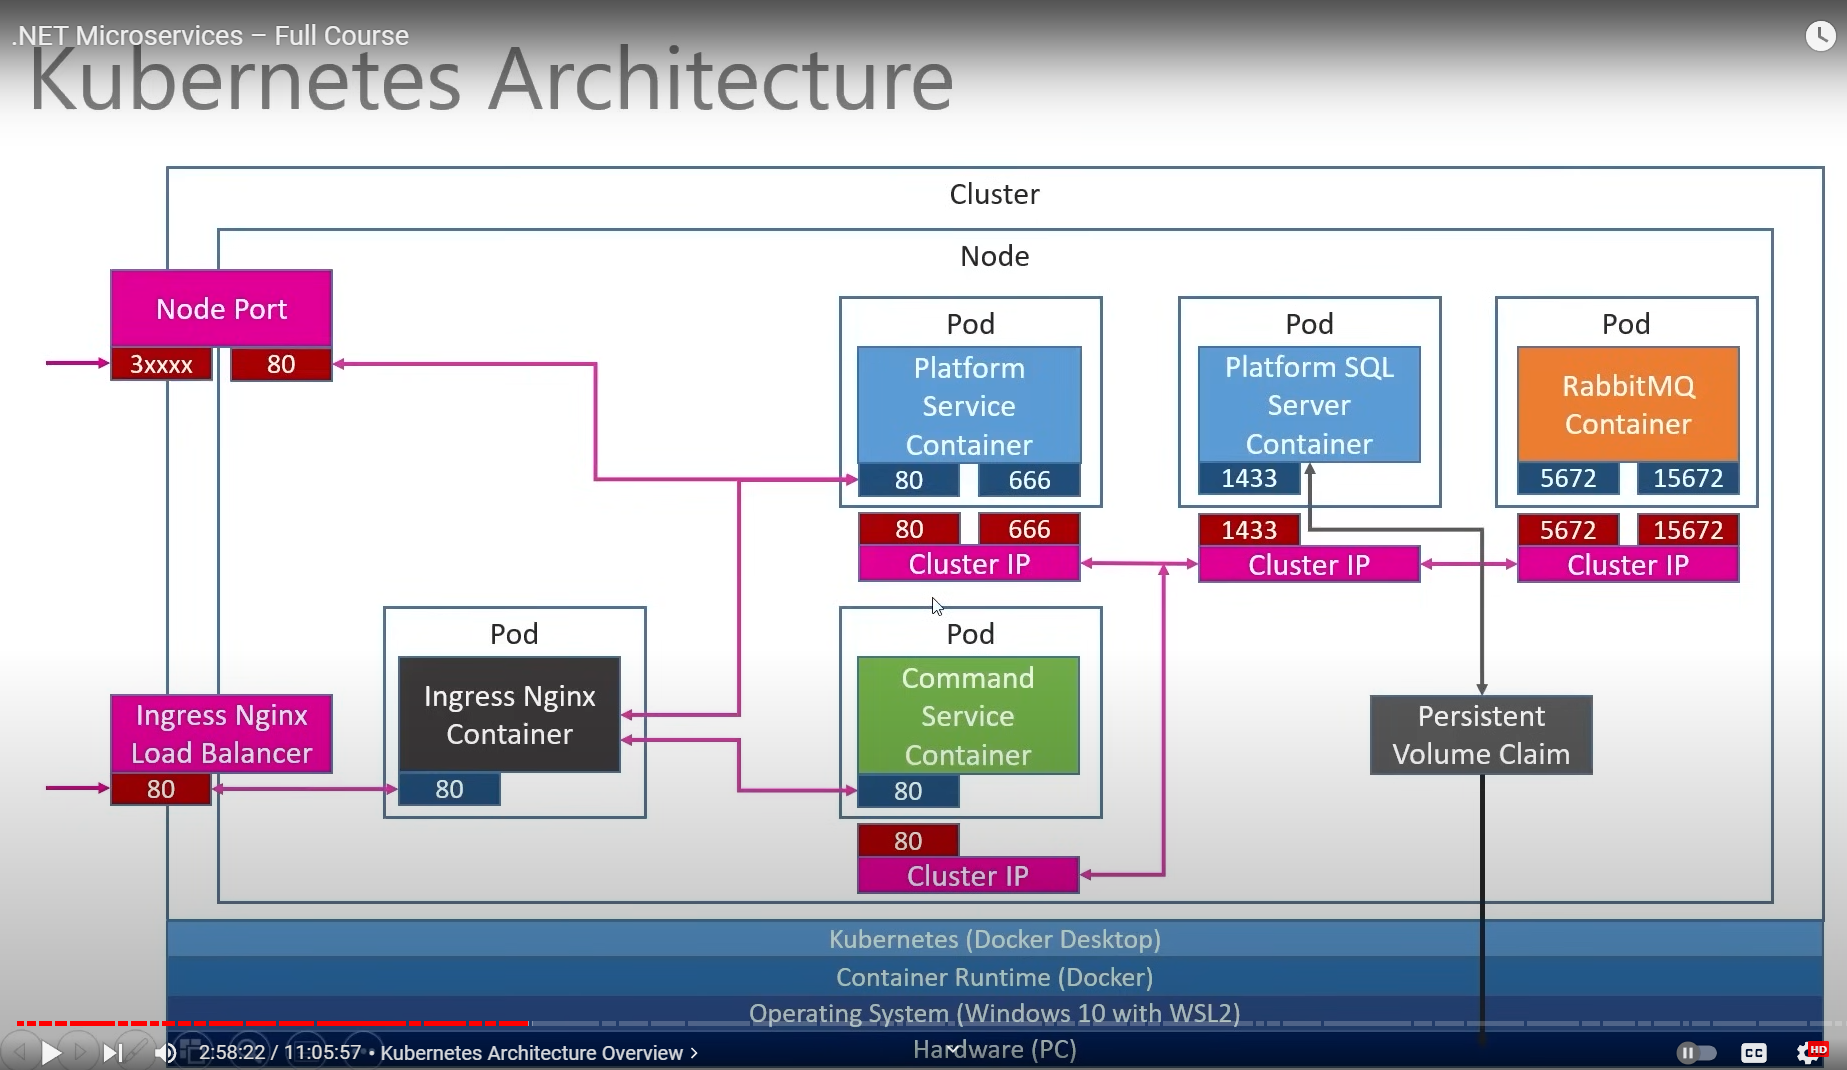 .NET Microservices – Full Course
Kubernetes Architecture
Cluster
Node
Node Port
3xxxx
80
Pod
Platform
Service
Container
80
666
80
666
Cluster IP
Pod
Platform SQL
Server
Container
1433
1433
Cluster IP
Pod
RabbitMQ
Container
5672
15672
5672
15672
Cluster IP
Ingress Nginx
Load Balancer
80
Pod
Ingress Nginx
Container
80
Pod
Command
Service
Container
80
80
Cluster IP
Persistent
Volume Claim
Kubernetes (Docker Desktop)
Container Runtime (Docker)
Operating System (Windows 10 with WSL2)
Hardware (PC)
2:58:22 / 11:05:57 • Kubernetes Architecture Overview
CC
HD